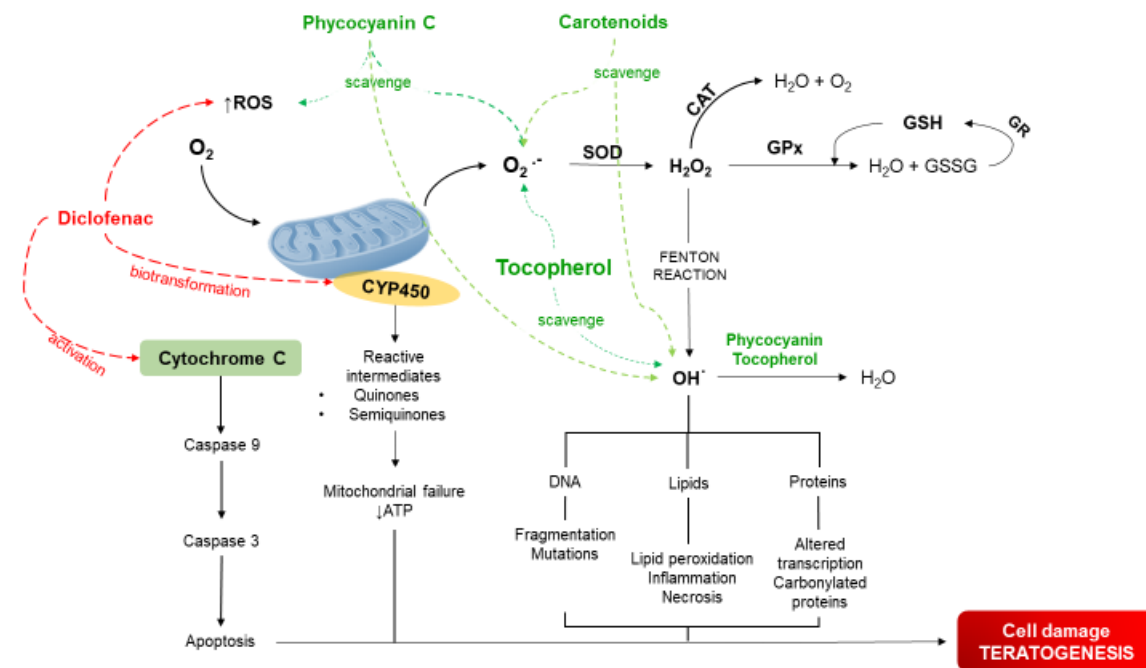 Phycocyanin C
Carotenoids
scavenge
scavenge
↑ROS
CAT
H₂O + O₂
GSH
GR
O₂
O₂·-
SOD
H₂O₂
GPx
H₂O + GSSG
Diclofenac
biotransformation
CYP450
Tocopherol
FENTON
REACTION
scavenge
activation
Cytochrome C
Reactive
intermediates
• Quinones
• Semiquinones
Phycocyanin
Tocopherol
OH·
H₂O
Caspase 9
Mitochondrial failure
↓ATP
DNA
Lipids
Proteins
Caspase 3
Fragmentation
Mutations
Lipid peroxidation
Inflammation
Necrosis
Altered
transcription
Carbonylated
proteins
Apoptosis
Cell damage
TERATOGENESIS